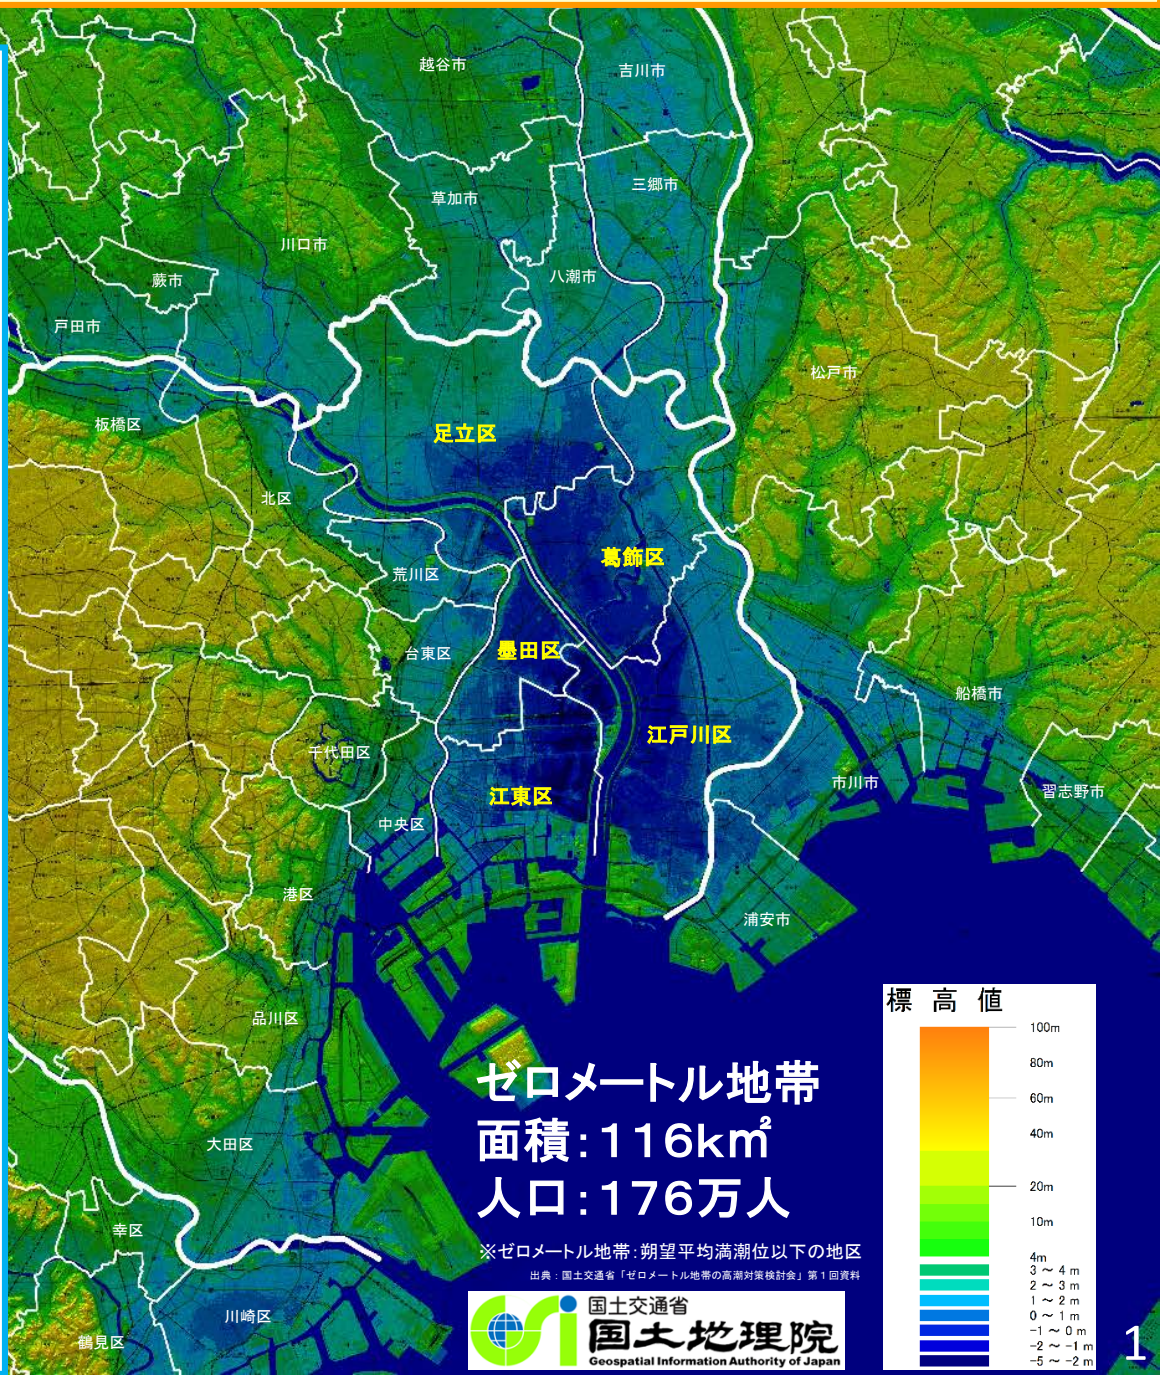 越谷市
吉川市
三郷市
草加市
川口市
八潮市
蕨市
戸田市
松戸市
板橋区
足立区
北区
葛飾区
荒川区
墨田区
台東区
船橋市
江戸川区
千代田区
市川市
習志野市
江東区
中央区
港区
浦安市
品川区
大田区
幸区
川崎区
鶴見区
ゼロメートル地帯
面積:116k㎡
人口:176万人
※ゼロメートル地帯:朔望平均満潮位以下の地区
出典:国土交通省「ゼロメートル地帯の高潮対策検討会」第1回資料
国土交通省
国土地理院
Geospatial Information Authority of Japan
標 高 値
100m
80m
60m
40m
20m
10m
4m
3 ~ 4 m
2 ~ 3 m
1 ~ 2 m
0 ~ 1 m
-1 ~ 0 m
-2 ~ -1 m
-5 ~ -2 m
1